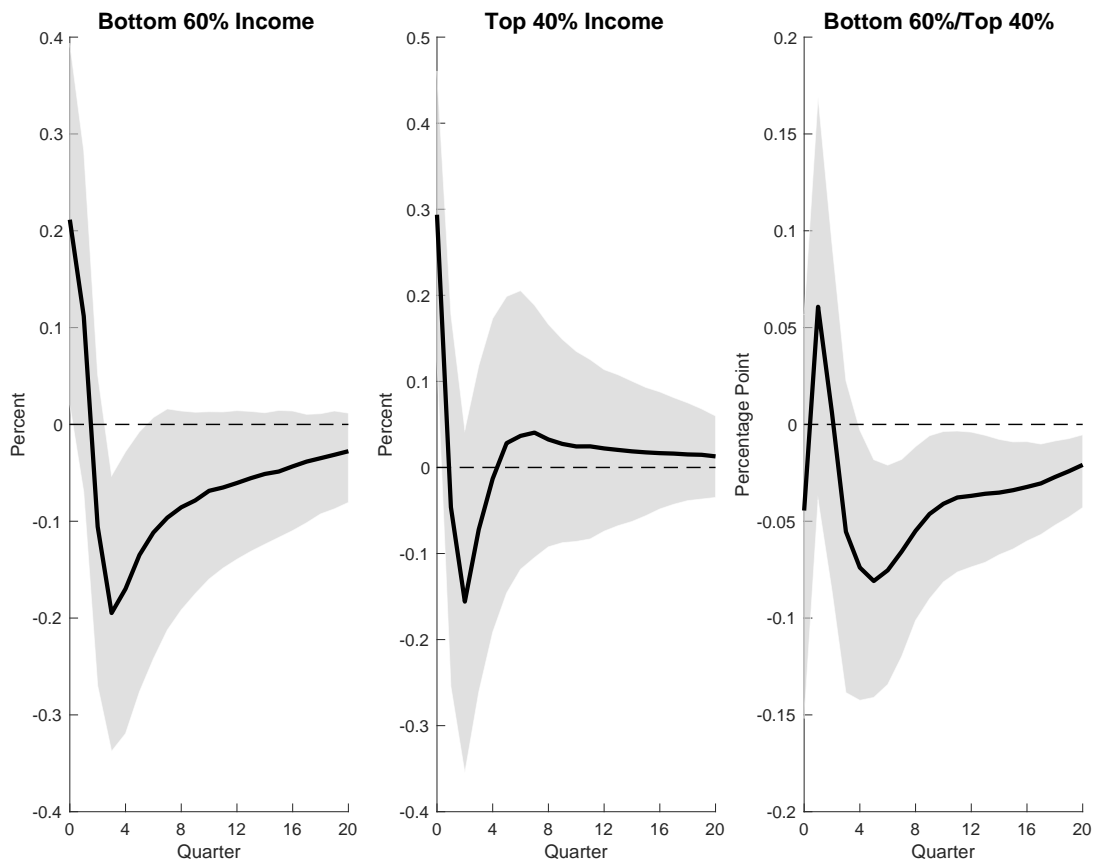 Bottom 60% Income
Percent
0.4
0.3
0.2
0.1
0
-0.1
-0.2
-0.3
-0.4
0 4 8 12 16 20
Quarter
Top 40% Income
Percent
0.5
0.4
0.3
0.2
0.1
0
-0.1
-0.2
-0.3
-0.4
0 4 8 12 16 20
Quarter
Bottom 60%/Top 40%
Percentage Point
0.2
0.15
0.1
0.05
0
-0.05
-0.1
-0.15
-0.2
0 4 8 12 16 20
Quarter